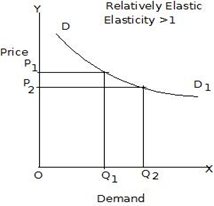 Y
Relatively Elastic
Elasticity >1
D
Price
P1
P2
D1
O
Q1
Q2
X
Demand